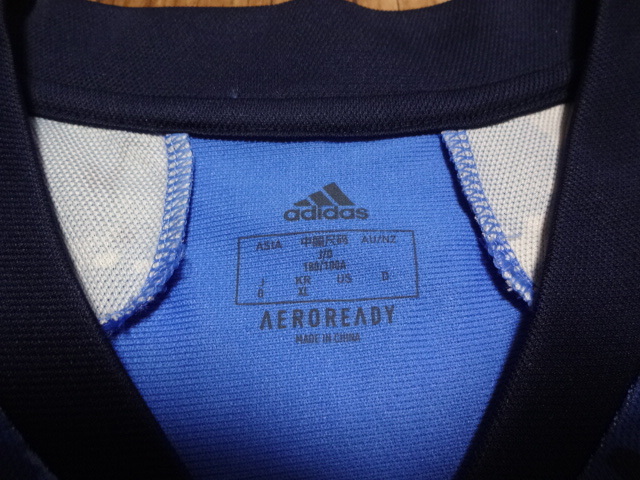 adidas
ASIA 中国尺码 AU/NZ
J/O
180/100A
J KR US D
O XL
AEROREADY
MADE IN CHINA